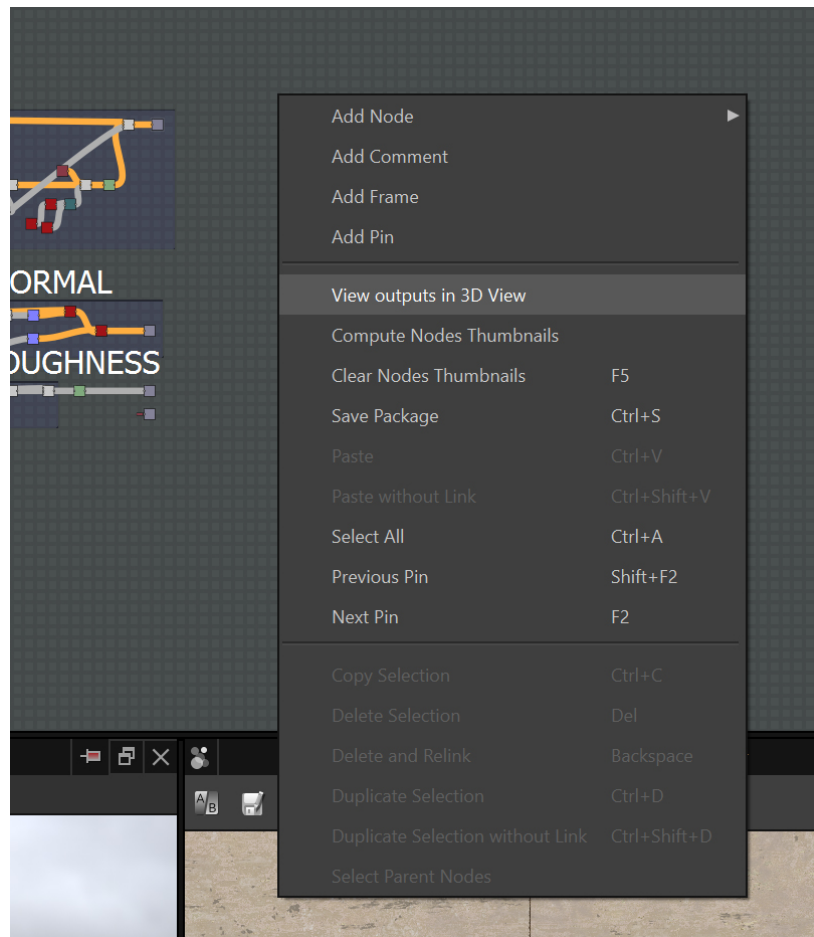 Add Node
Add Comment
Add Frame
Add Pin
ORMAL
View outputs in 3D View
Compute Nodes Thumbnails
OUGHNESS
Clear Nodes Thumbnails F5
Save Package Ctrl+S
Paste Ctrl+V
Paste without Link Ctrl+Shift+V
Select All Ctrl+A
Previous Pin Shift+F2
Next Pin F2
Copy Selection Ctrl+C
Delete Selection Del
Delete and Relink Backspace
Duplicate Selection Ctrl+D
A/B
Duplicate Selection without Link Ctrl+Shift+D
Select Parent Nodes